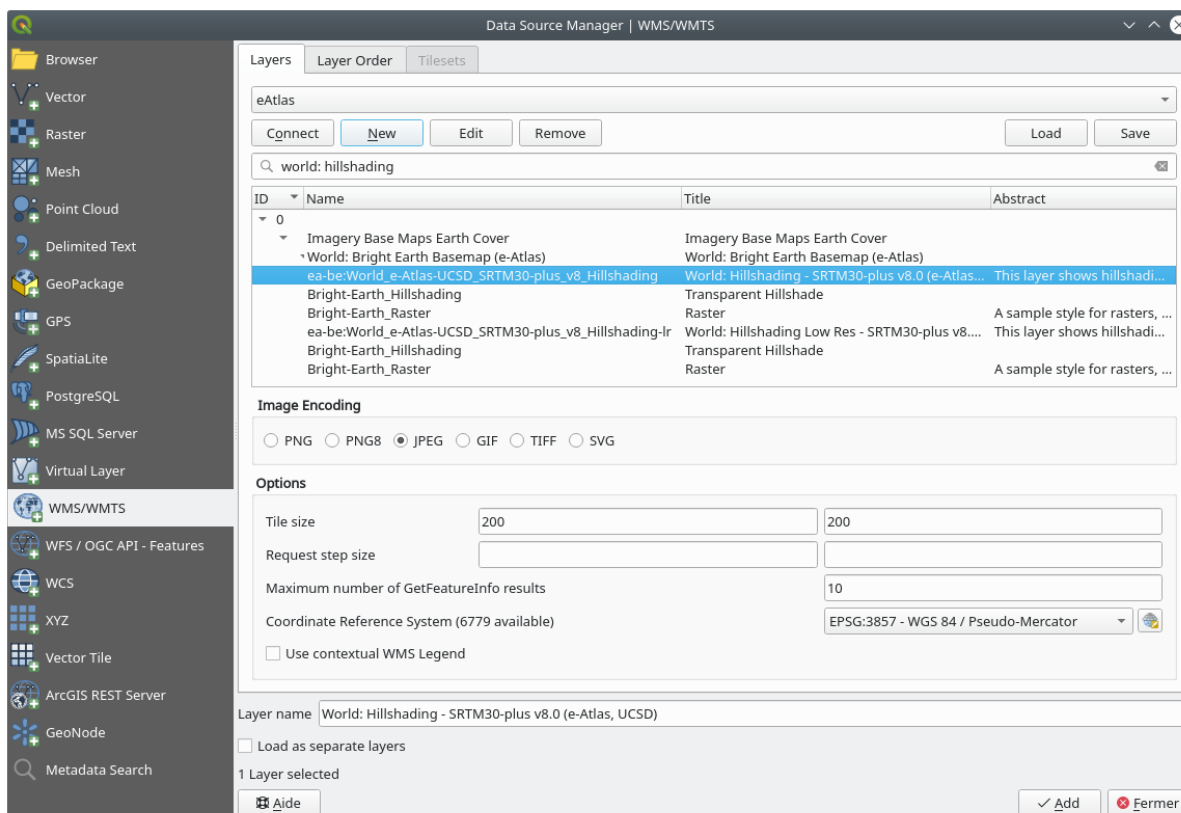 Data Source Manager | WMS/WMTS
Browser
Vector
Raster
Mesh
Point Cloud
Delimited Text
GeoPackage
GPS
SpatiaLite
PostgreSQL
MS SQL Server
Virtual Layer
WMS/WMTS
WFS / OGC API - Features
WCS
XYZ
Vector Tile
ArcGIS REST Server
GeoNode
Metadata Search
Layers Layer Order Tilesets
eAtlas
Connect New Edit Remove Load Save
world: hillshading
ID Name Title Abstract
0
Imagery Base Maps Earth Cover Imagery Base Maps Earth Cover
World: Bright Earth Basemap (e-Atlas) World: Bright Earth Basemap (e-Atlas)
ea-be:World_e-Atlas-UCSD_SRTM30-plus_v8_Hillshading World: Hillshading - SRTM30-plus v8.0 (e-Atlas... This layer shows hillshadi...
Bright-Earth_Hillshading Transparent Hillshade
Bright-Earth_Raster Raster A sample style for rasters, ...
ea-be:World_e-Atlas-UCSD_SRTM30-plus_v8_Hillshading-lr World: Hillshading Low Res - SRTM30-plus v8.... This layer shows hillshadi...
Bright-Earth_Hillshading Transparent Hillshade
Bright-Earth_Raster Raster A sample style for rasters, ...
Image Encoding
PNG PNG8 JPEG GIF TIFF SVG
Options
Tile size 200 200
Request step size
Maximum number of GetFeatureInfo results 10
Coordinate Reference System (6779 available) EPSG:3857 - WGS 84 / Pseudo-Mercator
Use contextual WMS Legend
Layer name World: Hillshading - SRTM30-plus v8.0 (e-Atlas, UCSD)
Load as separate layers
1 Layer selected
Aide Add Fermer